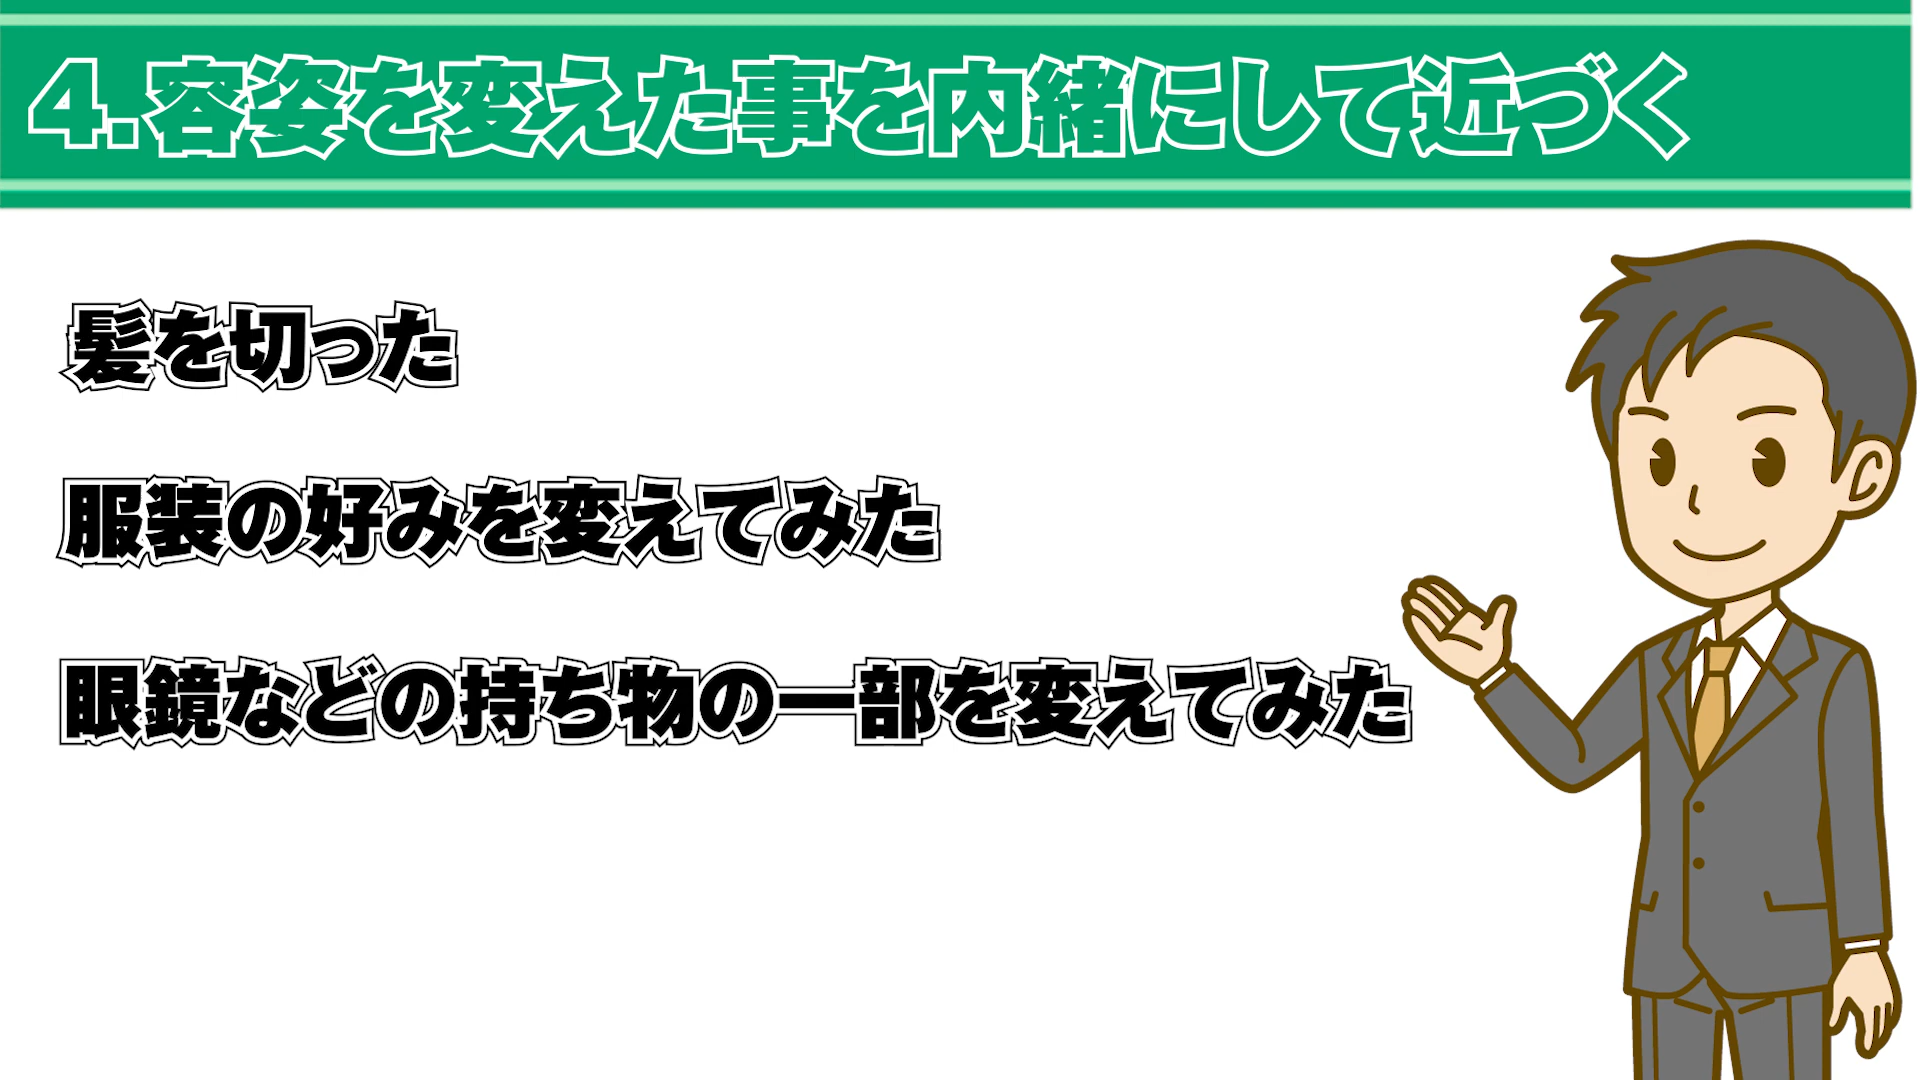 4.容姿を変えた事を内緒にして近づく
髪を切った
服装の好みを変えてみた
眼鏡などの持ち物の一部を変えてみた